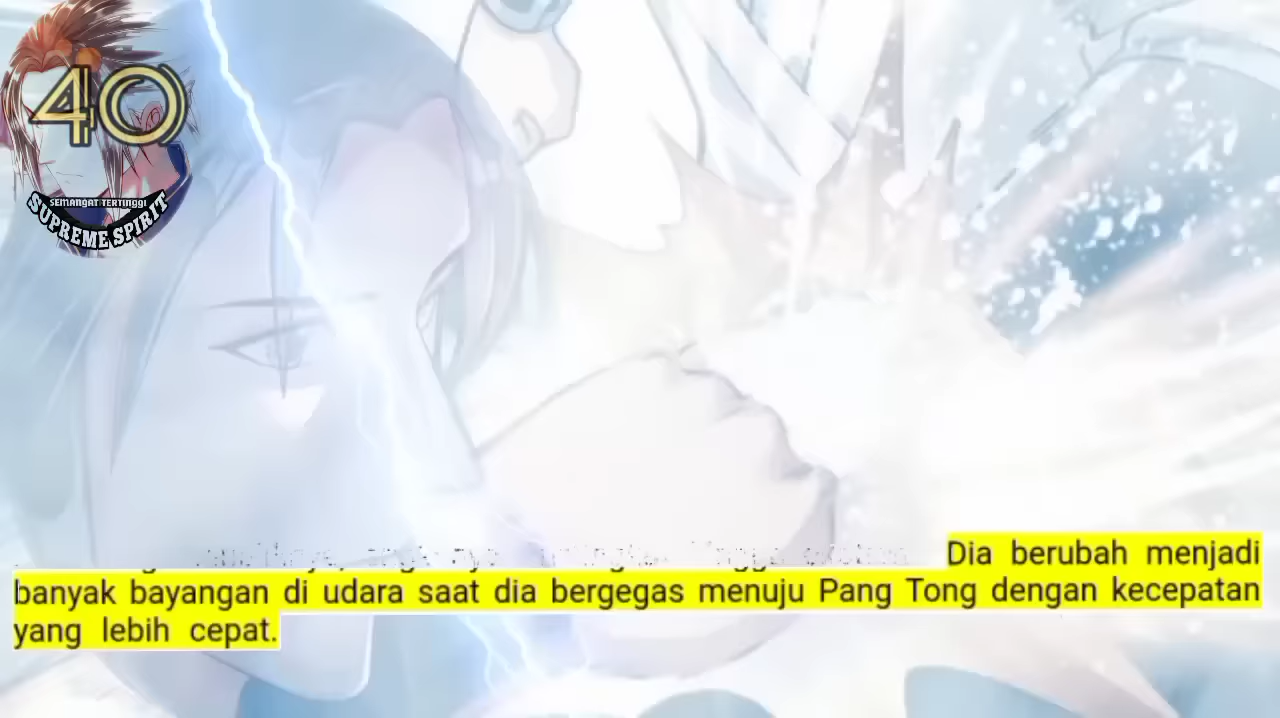 40
SEMANGAT TERTINGGI
SUPREME SPIRIT
Dia berubah menjadi
banyak bayangan di udara saat dia bergegas menuju Pang Tong dengan kecepatan
yang lebih cepat.